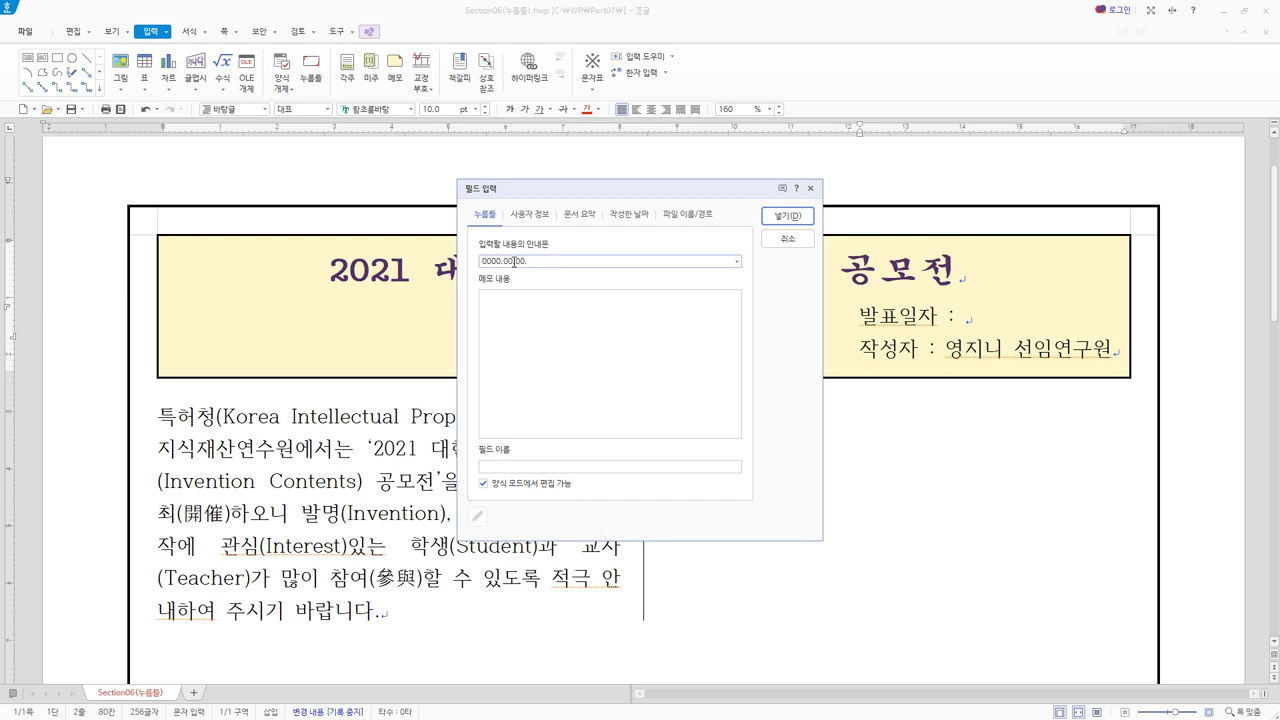 Section06(누름틀).hwp [C:\WP\Part01\] - 한글
로그인
파일 편집 보기 입력 서식 쪽 보안 검토 도구
그림 표 차트 글맵시 수식 OLE 개체 양식 개체 누름틀 각주 미주 메모 교정 부호 책갈피 상호 참조 하이퍼링크 문자표 입력 도우미
한자 입력
바탕글 대표 함초롬바탕 10.0 pt 160 %
필드 입력
누름틀 사용자 정보 문서 요약 작성한 날짜 파일 이름/경로
넣기(D)
취소
입력할 내용의 안내문
0000.00.00.
메모 내용
필드 이름
양식 모드에서 편집 가능
2021 대 공모전
발표일자 :
작성자 : 영지니 선임연구원
특허청(Korea Intellectual Prop
지식재산연수원에서는 ‘2021 대한
(Invention Contents) 공모전’을
최(開催)하오니 발명(Invention),
작에 관심(Interest)있는 학생(Student)과 교사
(Teacher)가 많이 참여(參與)할 수 있도록 적극 안
내하여 주시기 바랍니다.
Section06(누름틀)
1/1쪽 1단 2줄 80칸 256글자 문자 입력 1/1 구역 삽입 변경 내용 [기록 중지] 타수 : 0타 폭 맞춤